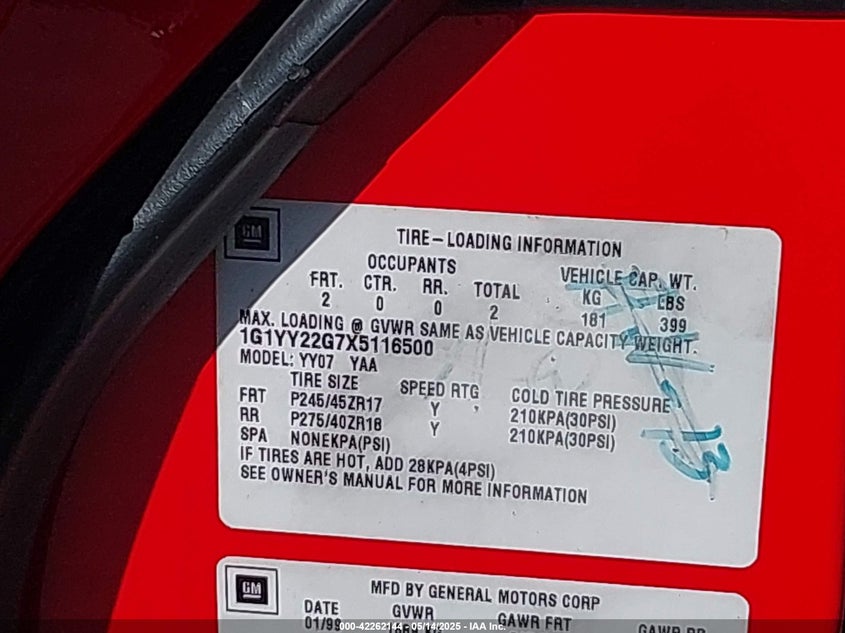 GM
TIRE-LOADING INFORMATION
OCCUPANTS VEHICLE CAP. WT.
FRT. CTR. RR. TOTAL KG LBS
2 0 0 2 181 399
MAX. LOADING @ GVWR SAME AS VEHICLE CAPACITY WEIGHT.
1G1YY22G7X5116500
MODEL: YY07 YAA
TIRE SIZE SPEED RTG COLD TIRE PRESSURE
FRT P245/45ZR17 Y 210KPA(30PSI)
RR P275/40ZR18 Y 210KPA(30PSI)
SPA NONEKPA(PSI)
IF TIRES ARE HOT, ADD 28KPA(4PSI)
SEE OWNER'S MANUAL FOR MORE INFORMATION
GM
MFD BY GENERAL MOTORS CORP
DATE GVWR GAWR FRT GAWR RR
01/99
000-42262144 - 05/14/2025 - IAA Inc.